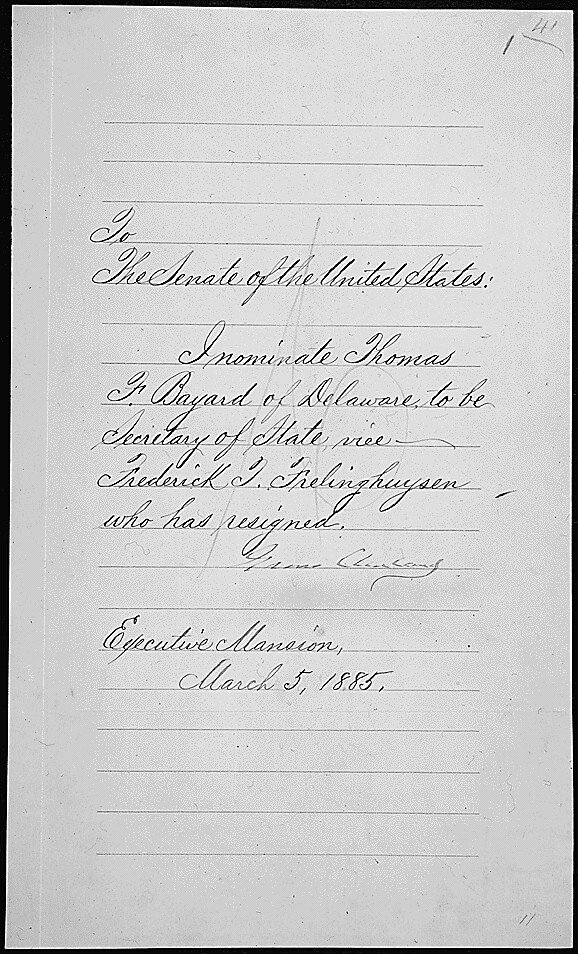 41
To
The Senate of the United States:
I nominate Thomas
F. Bayard of Delaware, to be
Secretary of State, vice
Frederick T. Frelinghuysen
who has resigned.
Grover Cleveland
Executive Mansion,
March 5, 1885.
11